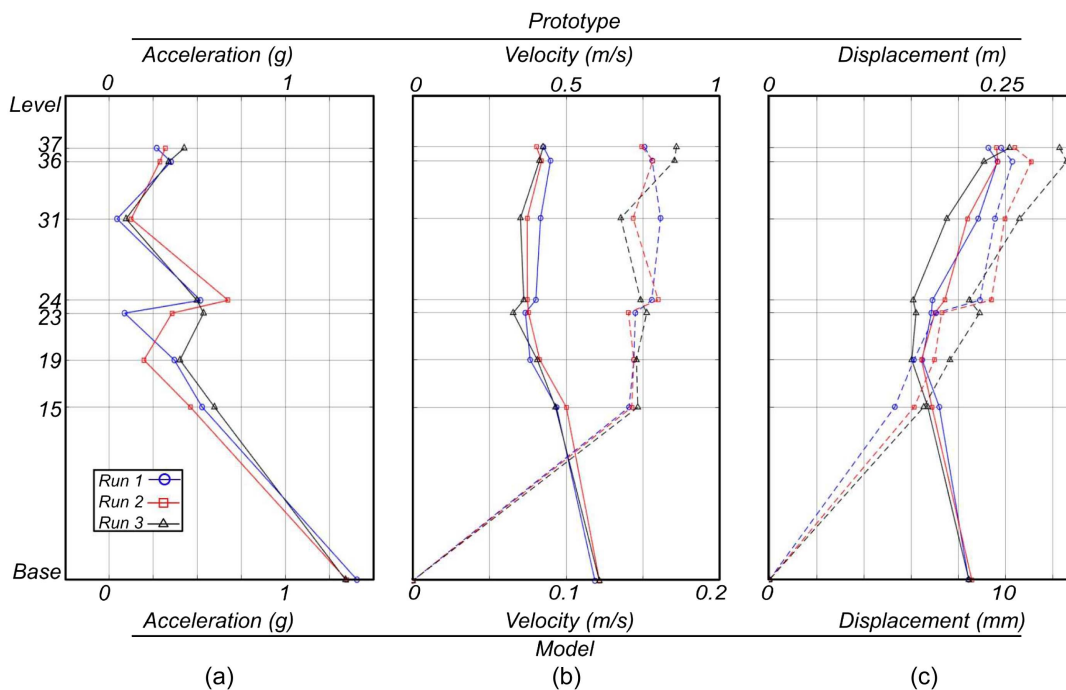 Prototype
Acceleration (g) Velocity (m/s) Displacement (m)
0 1 0 0.5 1 0 0.25
Level
37
36
31
24
23
19
15
Run 1
Run 2
Run 3
Base
0 1 0 0.1 0.2 0 10
Acceleration (g) Velocity (m/s) Displacement (mm)
Model
(a) (b) (c)